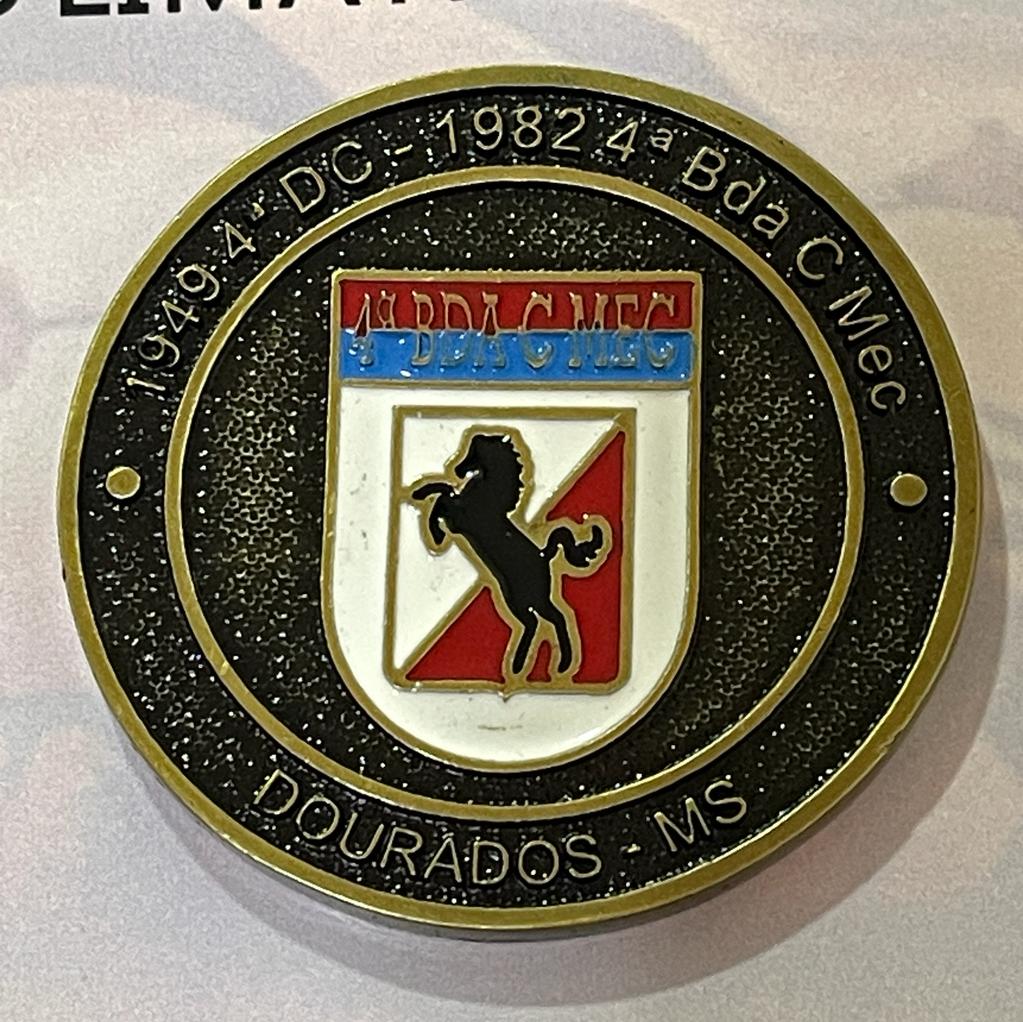 1949 4ª DC - 1982 4ª Bda C Mec
4ª BDA C MEC
DOURADOS - MS